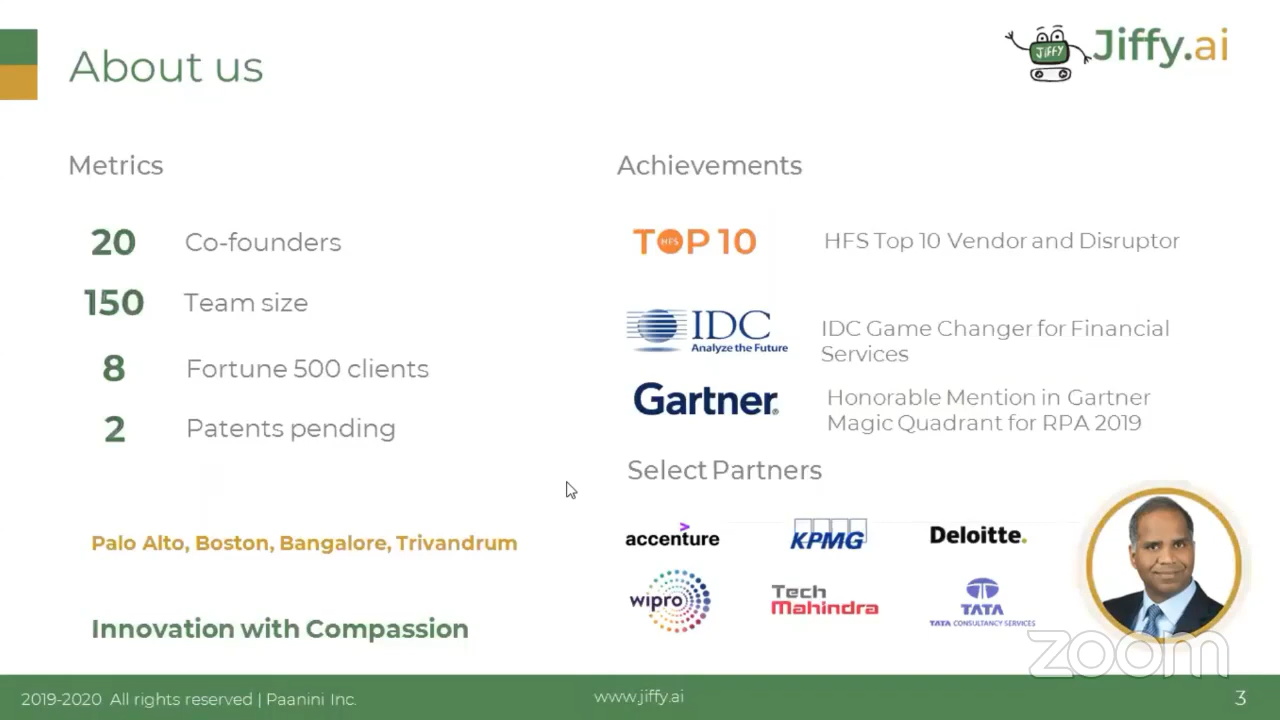 About us
JIFFY
Jiffy.ai
Metrics
20 Co-founders
150 Team size
8 Fortune 500 clients
2 Patents pending
Palo Alto, Boston, Bangalore, Trivandrum
Innovation with Compassion
Achievements
TOP 10
HFS
HFS Top 10 Vendor and Disruptor
IDC
Analyze the Future
IDC Game Changer for Financial
Services
Gartner®
Honorable Mention in Gartner
Magic Quadrant for RPA 2019
Select Partners
accenture
KPMG
Deloitte.
wipro
Tech
Mahindra
TATA
TATA CONSULTANCY SERVICES
zoom
2019-2020 All rights reserved | Paanini Inc.
www.jiffy.ai
3